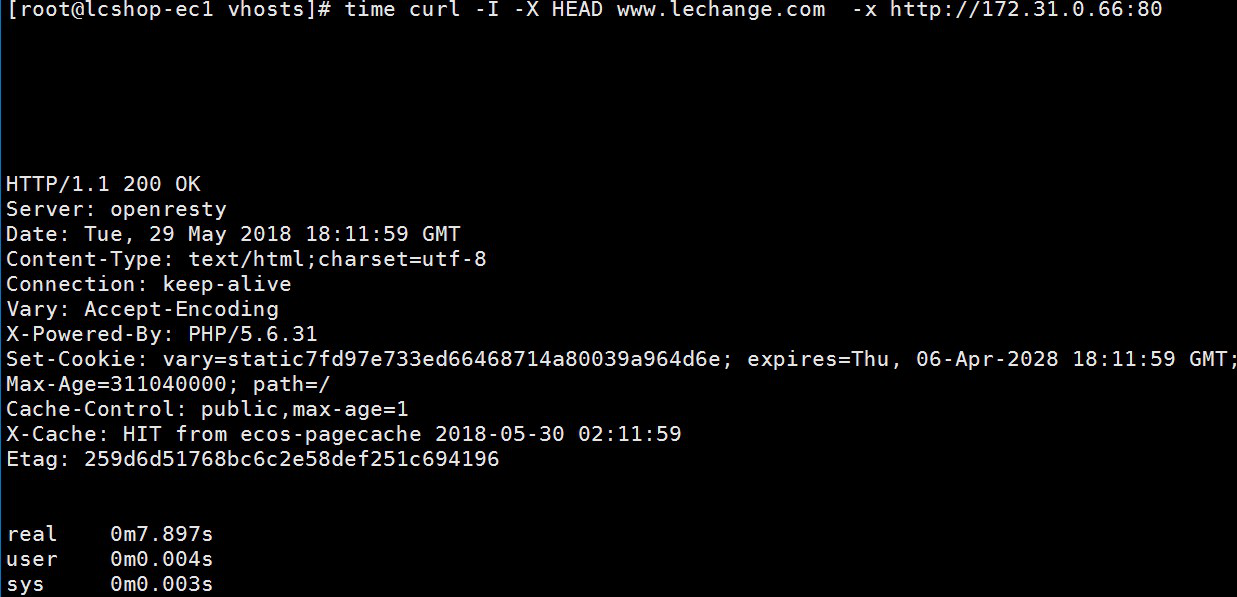 [root@lcshop-ec1 vhosts]# time curl -I -X HEAD www.lechange.com  -x http://172.31.0.66:80
HTTP/1.1 200 OK
Server: openresty
Date: Tue, 29 May 2018 18:11:59 GMT
Content-Type: text/html;charset=utf-8
Connection: keep-alive
Vary: Accept-Encoding
X-Powered-By: PHP/5.6.31
Set-Cookie: vary=static7fd97e733ed66468714a80039a964d6e; expires=Thu, 06-Apr-2028 18:11:59 GMT;
Max-Age=311040000; path=/
Cache-Control: public,max-age=1
X-Cache: HIT from ecos-pagecache 2018-05-30 02:11:59
Etag: 259d6d51768bc6c2e58def251c694196
real    0m7.897s
user    0m0.004s
sys     0m0.003s